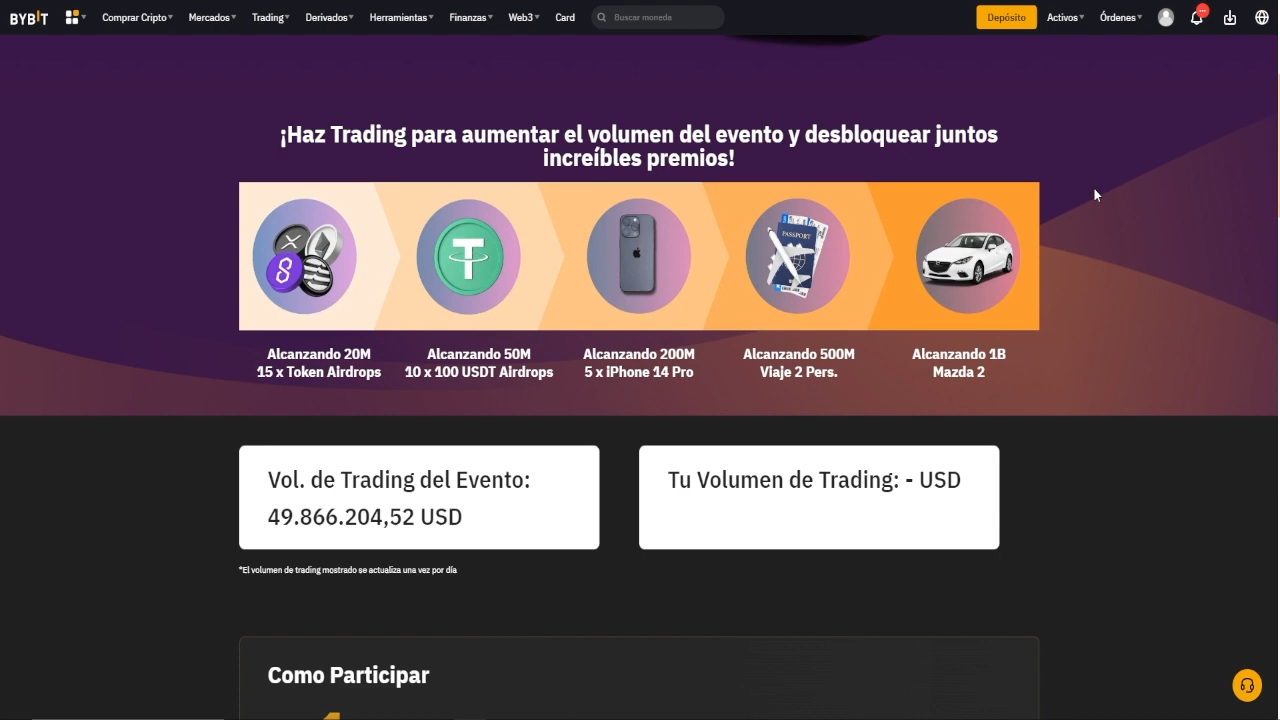 BYBIT
Comprar Cripto
Mercados
Trading
Derivados
Herramientas
Finanzas
Web3
Card
Buscar moneda
Depósito
Activos
Órdenes
¡Haz Trading para aumentar el volumen del evento y desbloquear juntos
increíbles premios!
PASSPORT
Alcanzando 20M
15 x Token Airdrops
Alcanzando 50M
10 x 100 USDT Airdrops
Alcanzando 200M
5 x iPhone 14 Pro
Alcanzando 500M
Viaje 2 Pers.
Alcanzando 1B
Mazda 2
Vol. de Trading del Evento:
49.866.204,52 USD
Tu Volumen de Trading: - USD
*El volumen de trading mostrado se actualiza una vez por día
Como Participar